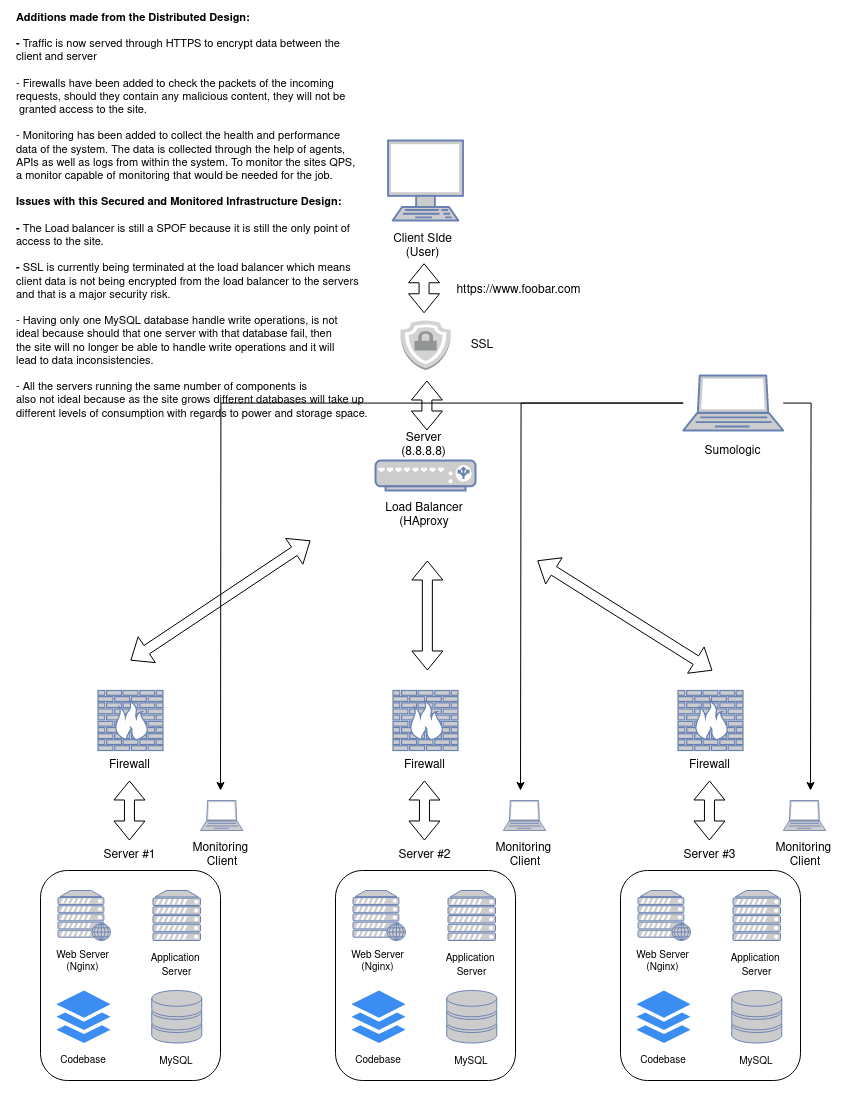 Additions made from the Distributed Design:
- Traffic is now served through HTTPS to encrypt data between the
client and server
- Firewalls have been added to check the packets of the incoming
requests, should they contain any malicious content, they will not be
granted access to the site.
- Monitoring has been added to collect the health and performance
data of the system. The data is collected through the help of agents,
APIs as well as logs from within the system. To monitor the sites QPS,
a monitor capable of monitoring that would be needed for the job.
Issues with this Secured and Monitored Infrastructure Design:
- The Load balancer is still a SPOF because it is still the only point of
access to the site.
- SSL is currently being terminated at the load balancer which means
client data is not being encrypted from the load balancer to the servers
and that is a major security risk.
- Having only one MySQL database handle write operations, is not
ideal because should that one server with that database fail, then
the site will no longer be able to handle write operations and it will
lead to data inconsistencies.
- All the servers running the same number of components is
also not ideal because as the site grows different databases will take up
different levels of consumption with regards to power and storage space.
Client SIde
(User)
https://www.foobar.com
SSL
Server
(8.8.8.8)
Load Balancer
(HAproxy
Sumologic
Firewall
Firewall
Firewall
Server #1
Monitoring
Client
Server #2
Monitoring
Client
Server #3
Monitoring
Client
Web Server
(Nginx)
Application
Server
Codebase
MySQL
Web Server
(Nginx)
Application
Server
Codebase
MySQL
Web Server
(Nginx)
Application
Server
Codebase
MySQL